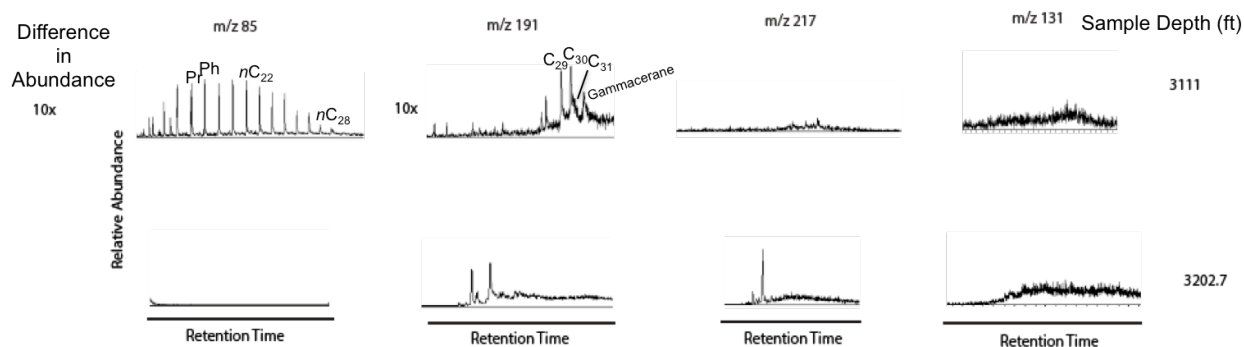 m/z 85
m/z 191
m/z 217
m/z 131
Sample Depth (ft)
Difference
in
Abundance
10x
Pr
Ph
nC22
nC28
10x
C29
C30
C31
Gammacerane
3111
Relative Abundance
3202.7
Retention Time
Retention Time
Retention Time
Retention Time